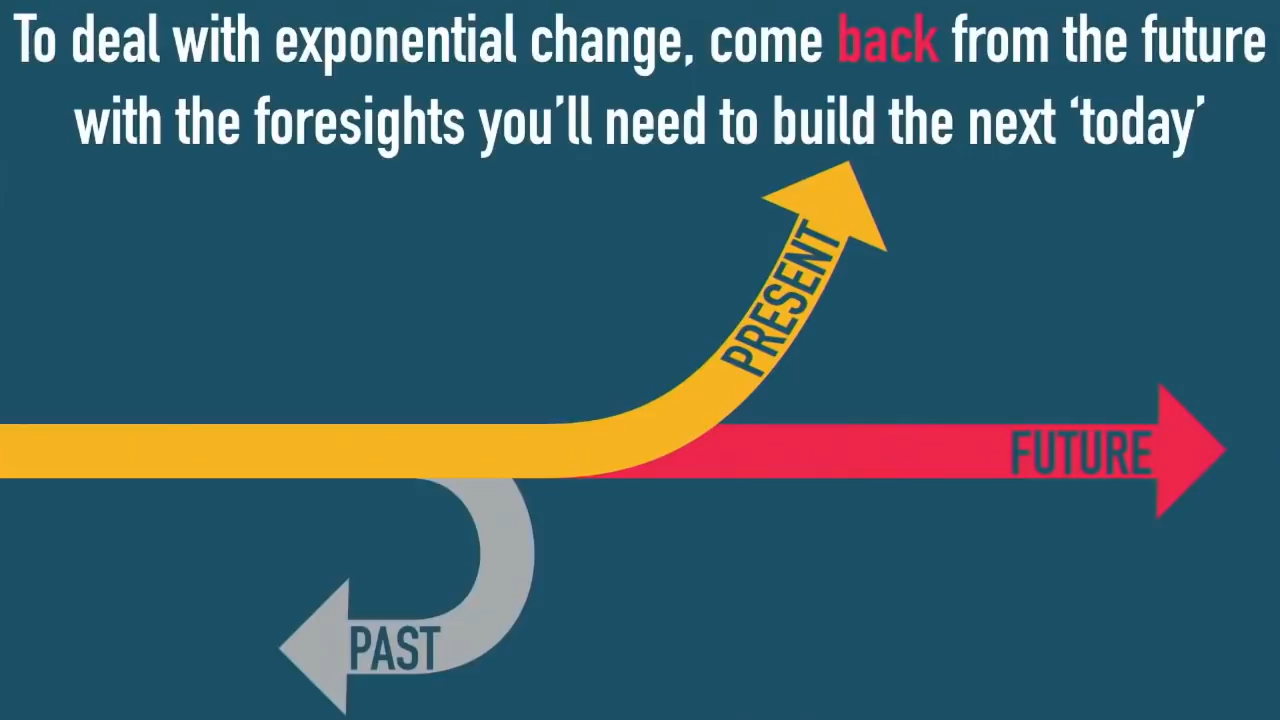 To deal with exponential change, come back from the future
with the foresights you’ll need to build the next ‘today’
PRESENT
FUTURE
PAST